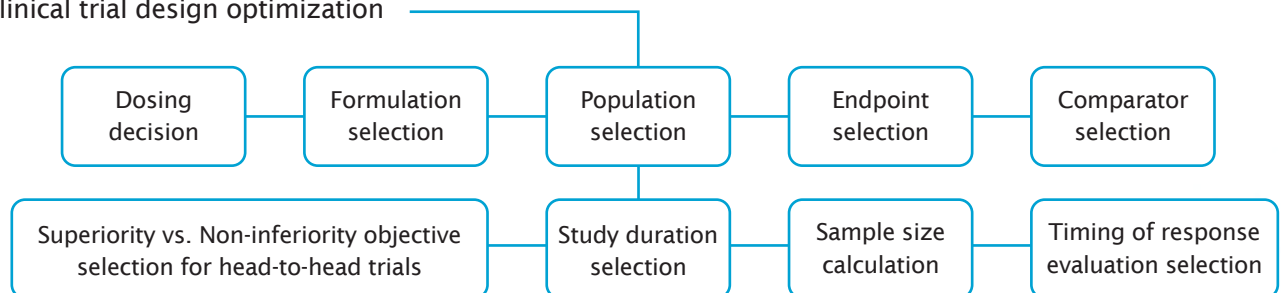 linical trial design optimization
Dosing
decision
Formulation
selection
Population
selection
Endpoint
selection
Comparator
selection
Superiority vs. Non-inferiority objective
selection for head-to-head trials
Study duration
selection
Sample size
calculation
Timing of response
evaluation selection